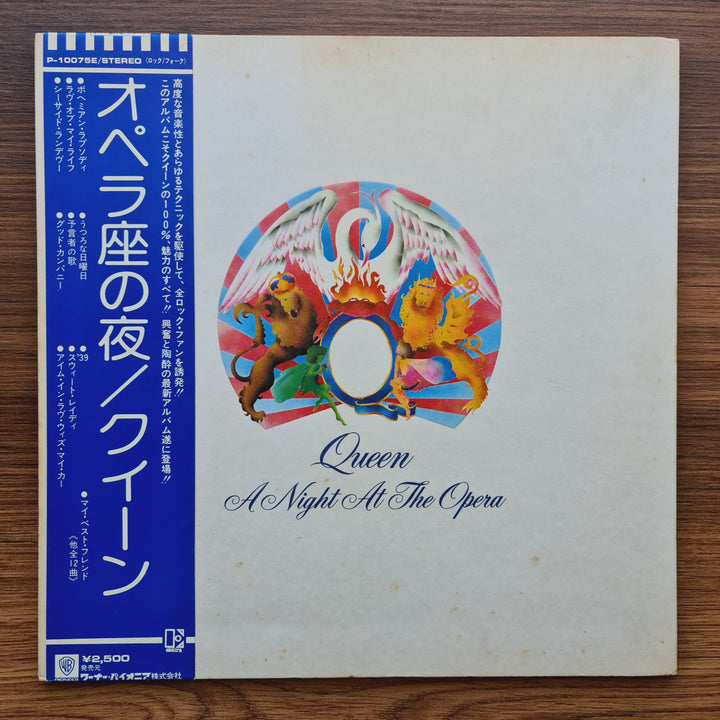 P-10075E/STEREO (ロック/フォーク)
オペラ座の夜/クイーン
高度な音楽性とあらゆるテクニックを駆使して、全ロック・ファンを誘発!!
このアルバムこそクイーンの100%魅力のすべて!! 興奮と陶酔の最新アルバム遂に登場!!
●ボヘミアン・ラプソディ
●ラヴ・オブ・マイ・ライフ
●シーサイド・ランデヴー
●うつろな日曜日
●予言者の歌
●グッド・カンパニー
●'39
●スウィート・レイディ
●アイム・イン・ラヴ・ウィズ・マイ・カー
●マイ・ベスト・フレンド
《他全12曲》
¥2,500
発売元
ワーナー・パイオニア株式会社
Queen
A Night At The Opera